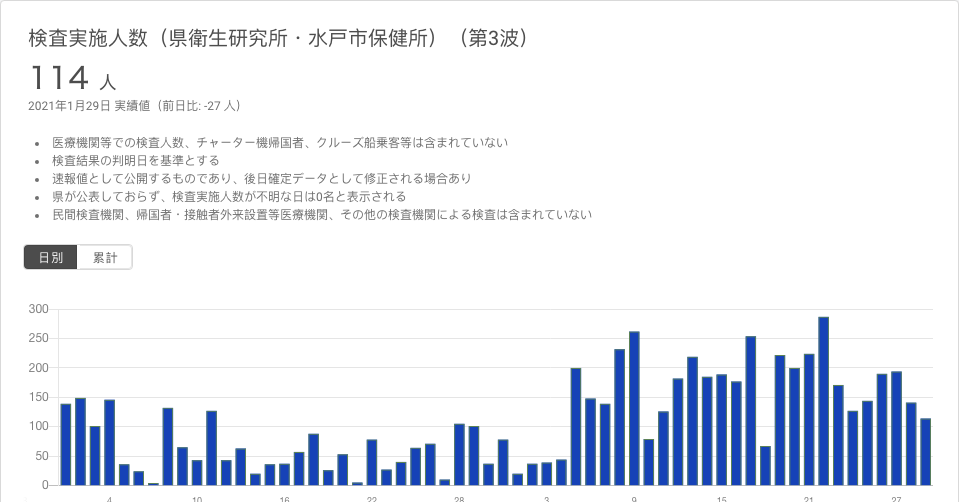 検査実施人数（県衛生研究所・水戸市保健所）（第3波）
114 人
2021年1月29日 実績値（前日比: -27 人）
医療機関等での検査人数、チャーター機帰国者、クルーズ船乗客等は含まれていない
検査結果の判明日を基準とする
速報値として公開するものであり、後日確定データとして修正される場合あり
県が公表しておらず、検査実施人数が不明な日は0名と表示される
民間検査機関、帰国者・接触者外来設置等医療機関、その他の検査機関による検査は含まれていない
日別 累計
300
250
200
150
100
50
0
4 10 16 22 28 3 9 15 21 27